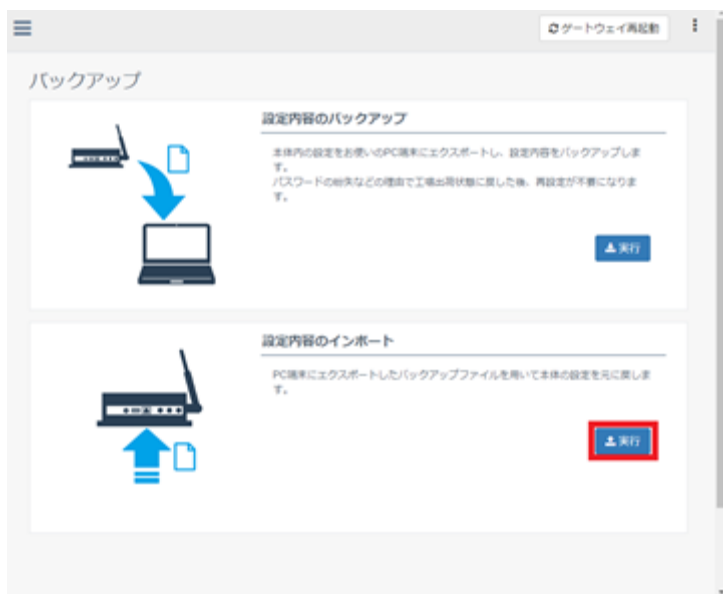 ゲートウェイ再起動
バックアップ
設定内容のバックアップ
本体内の設定をお使いのPC端末にエクスポートし、設定内容をバックアップしま
す。
パスワードの紛失などの理由で工場出荷状態に戻した後、再設定が不要になりま
す。
実行
設定内容のインポート
PC端末にエクスポートしたバックアップファイルを用いて本体の設定を元に戻しま
す。
実行